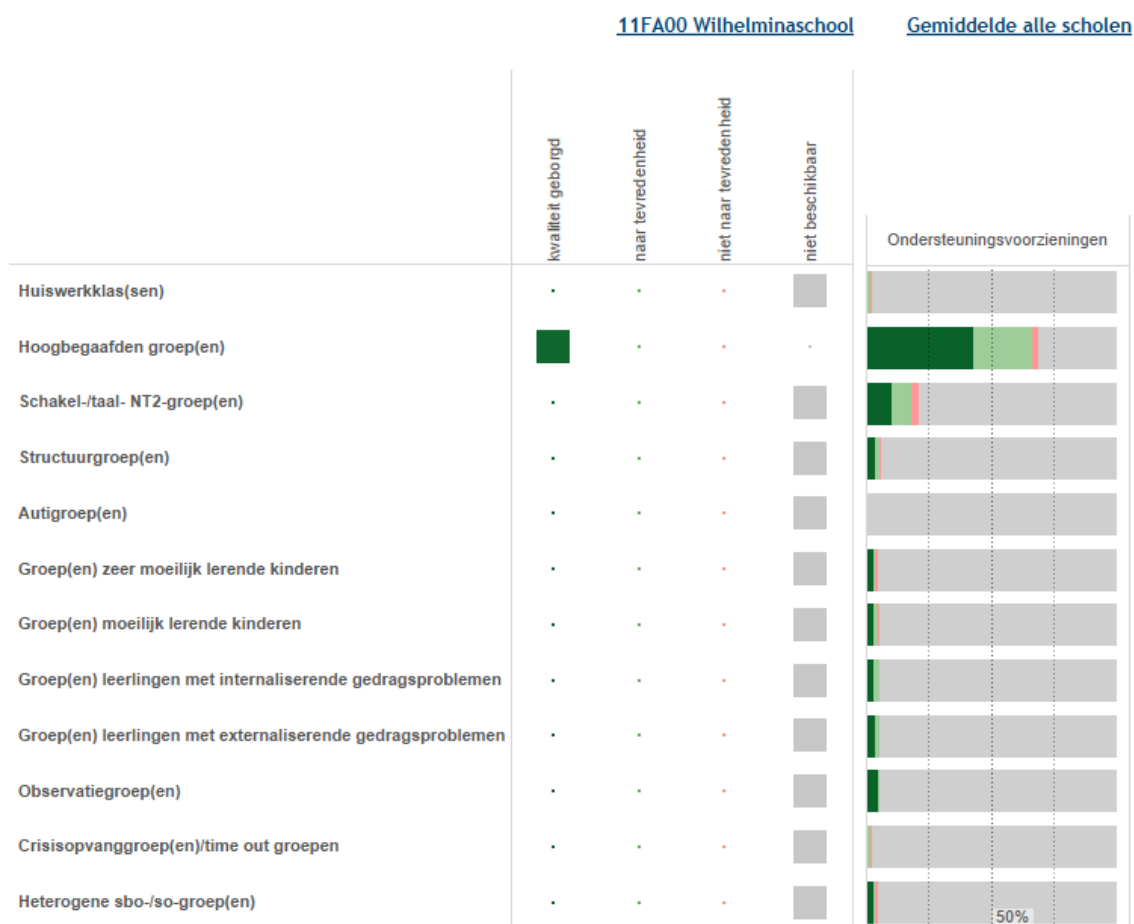 11FA00 Wilhelminaschool
Gemiddelde alle scholen
kwaliteit geborgd
naar tevredenheid
niet naar tevredenheid
niet beschikbaar
Ondersteuningsvoorzieningen
Huiswerkklas(sen)
Hoogbegaafden groep(en)
Schakel-/taal- NT2-groep(en)
Structuurgroep(en)
Autigroep(en)
Groep(en) zeer moeilijk lerende kinderen
Groep(en) moeilijk lerende kinderen
Groep(en) leerlingen met internaliserende gedragsproblemen
Groep(en) leerlingen met externaliserende gedragsproblemen
Observatiegroep(en)
Crisisopvanggroep(en)/time out groepen
Heterogene sbo-/so-groep(en)
50%